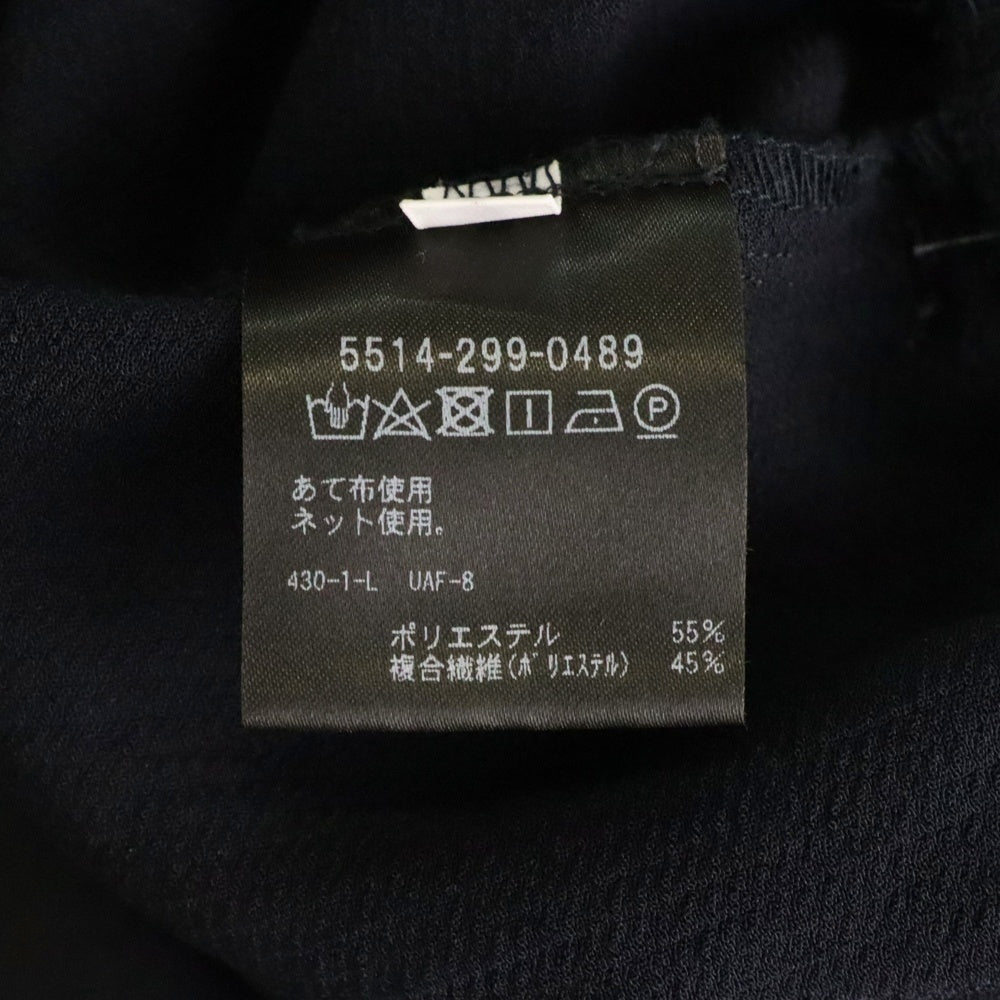 5514-299-0489
P
あて布使用
ネット使用。
430-1-L UAF-8
ポリエステル 55%
複合繊維(ポリエステル) 45%